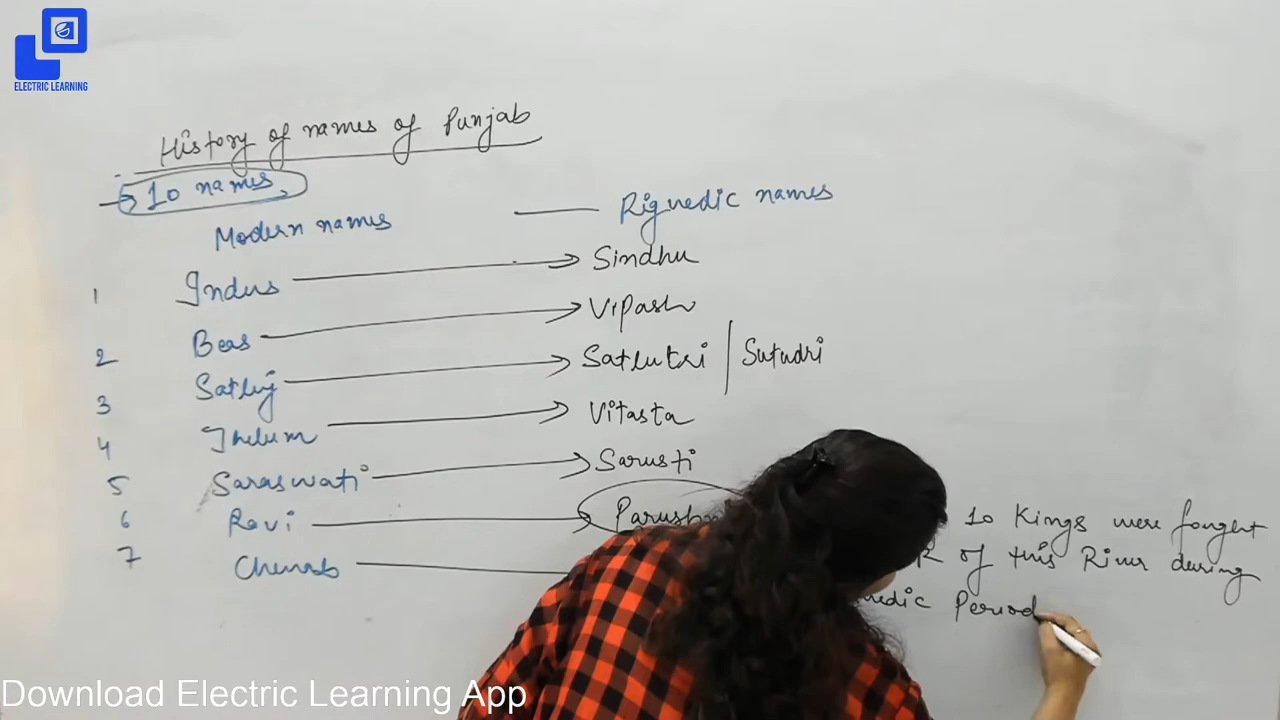 ELECTRIC LEARNING
History of names of Punjab
10 names
Modern names — Rigvedic names
1 Indus → Sindhu
2 Beas → Vipash
3 Satluj → Satlutri | Sutudri
4 Jhelum → Vitasta
5 Saraswati → Sarusti
6 Ravi → 10 Kings were fought
of this River during
7 Chenab Period
Download Electric Learning App